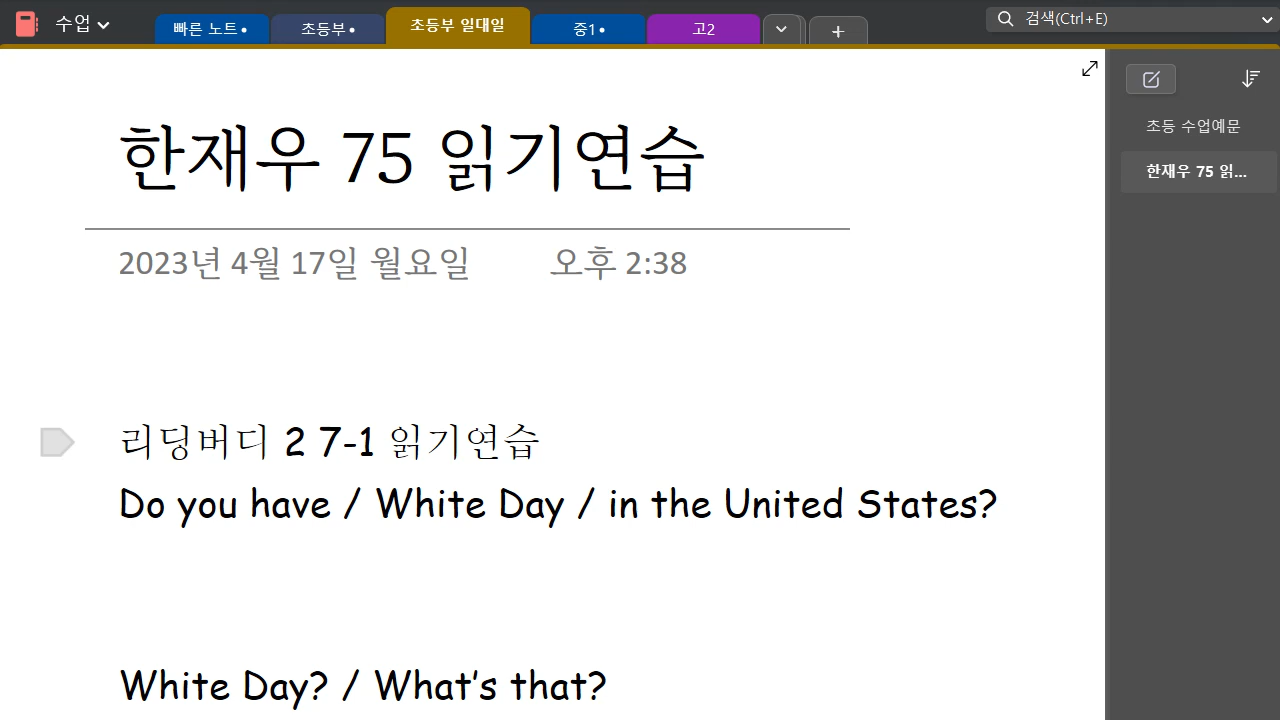 수업
빠른 노트•
초등부•
초등부 일대일
중1•
고2
+
검색(Ctrl+E)
초등 수업예문
한재우 75 읽...
한재우 75 읽기연습
2023년 4월 17일 월요일 오후 2:38
리딩버디 2 7-1 읽기연습
Do you have / White Day / in the United States?
White Day? / What's that?